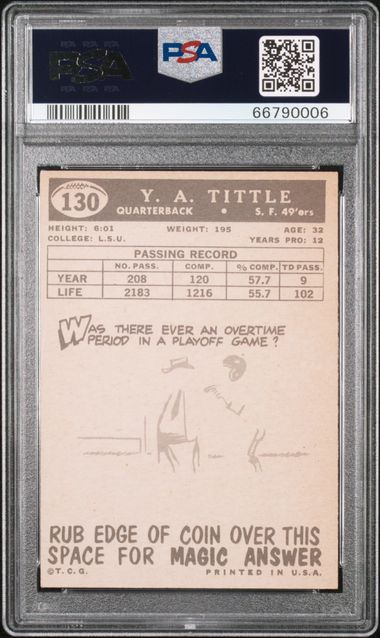 PSA
PSA
66790006
130
Y. A. TITTLE
QUARTERBACK • S. F. 49'ers
HEIGHT: 6:01 WEIGHT: 195 AGE: 32
COLLEGE: L.S.U. YEARS PRO: 12
PASSING RECORD
NO. PASS. COMP. % COMP. TD PASS.
YEAR 208 120 57.7 9
LIFE 2183 1216 55.7 102
WAS THERE EVER AN OVERTIME
PERIOD IN A PLAYOFF GAME?
RUB EDGE OF COIN OVER THIS
SPACE FOR MAGIC ANSWER
©T.C.G. PRINTED IN U.S.A.